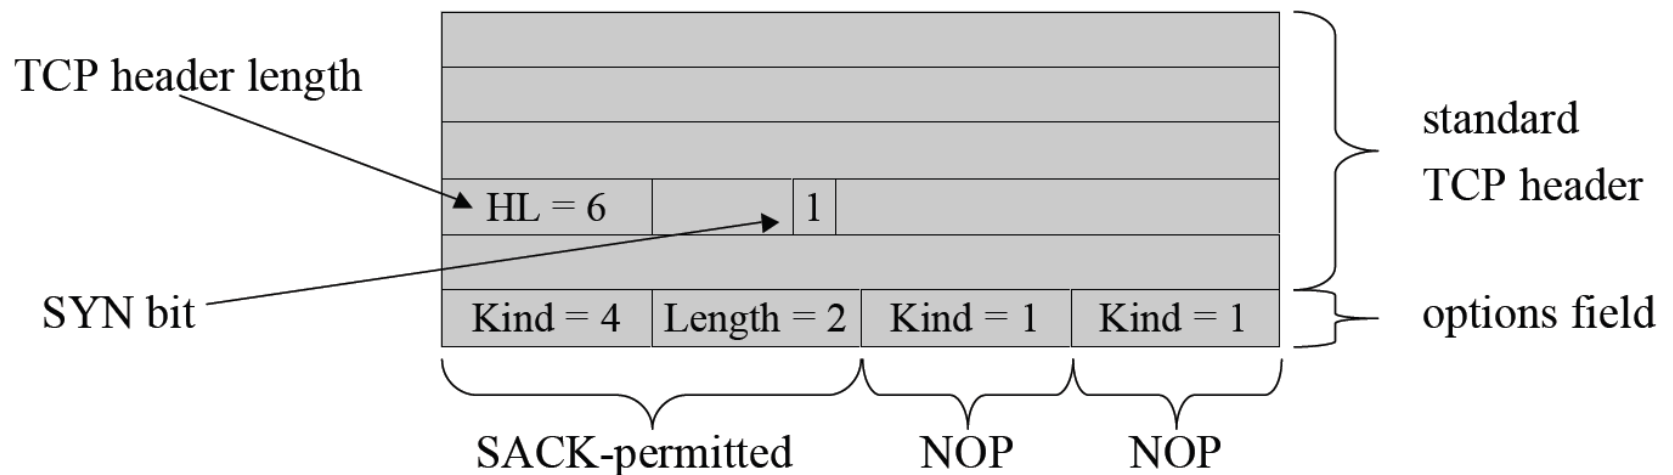 TCP header length
standard
TCP header
HL = 6
1
SYN bit
Kind = 4
Length = 2
Kind = 1
Kind = 1
options field
SACK-permitted
NOP
NOP